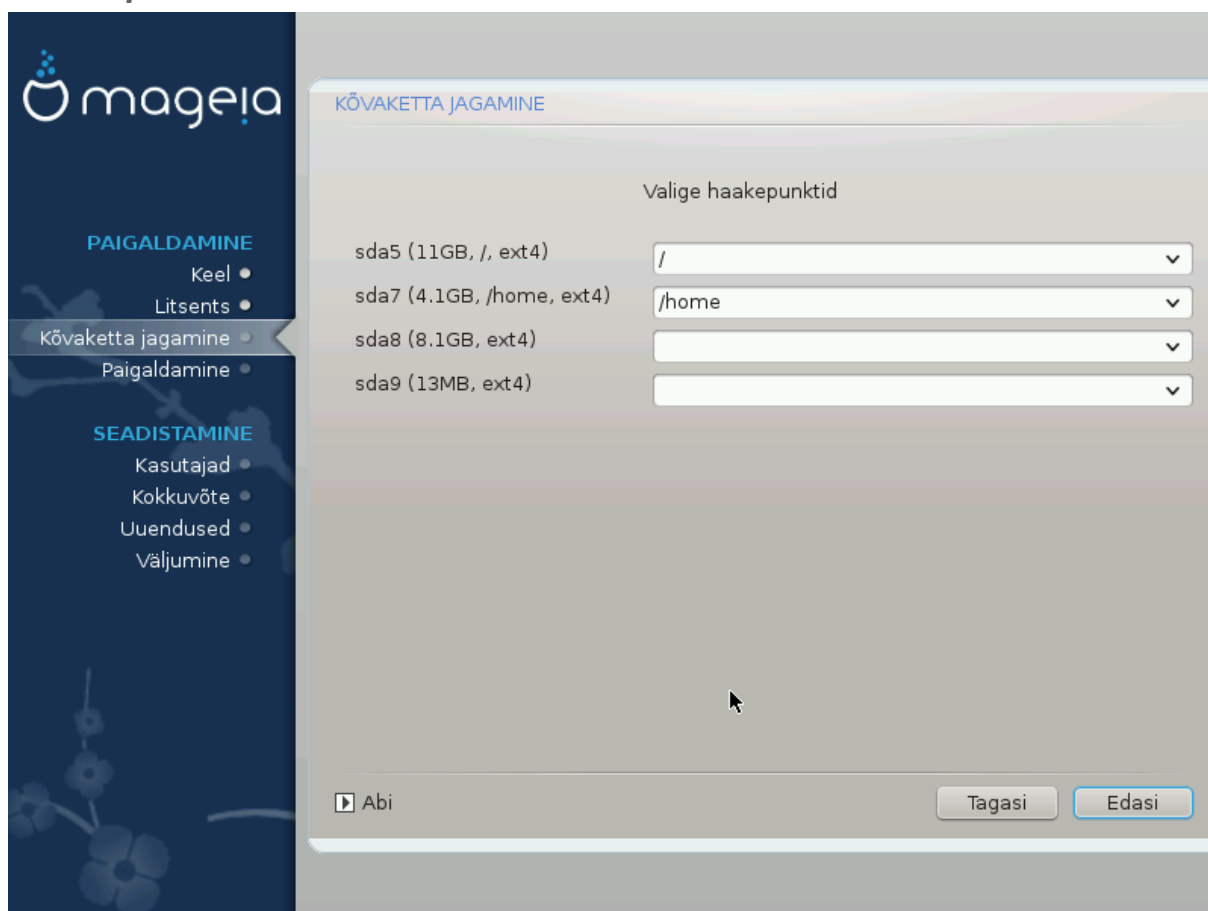 mageia
KÕVAKETTA JAGAMINE
Valige haakepunktid
PAIGALDAMINE
Keel
Litsents
Kõvaketta jagamine
Paigaldamine
SEADISTAMINE
Kasutajad
Kokkuvõte
Uuendused
Väljumine
sda5 (11GB, /, ext4) /
sda7 (4.1GB, /home, ext4) /home
sda8 (8.1GB, ext4)
sda9 (13MB, ext4)
Abi
Tagasi Edasi